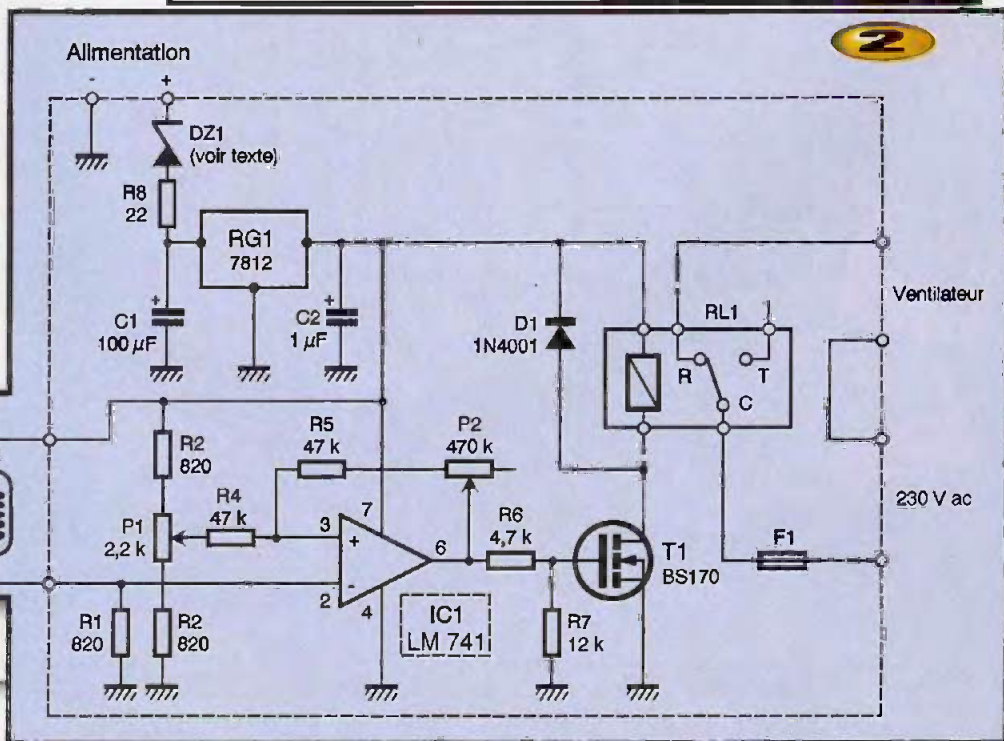 2
Alimentation
-
+
DZ1
(voir texte)
R8
22
RG1
7812
+
C1
100 µF
+
C2
1 µF
D1
1N4001
RL1
R
T
C
Ventilateur
R2
820
R5
47 k
P2
470 k
230 V ac
P1
2,2 k
R4
47 k
3
+
7
6
R6
4,7 k
T1
BS170
F1
-
2
4
IC1
LM 741
R1
820
R2
820
R7
12 k